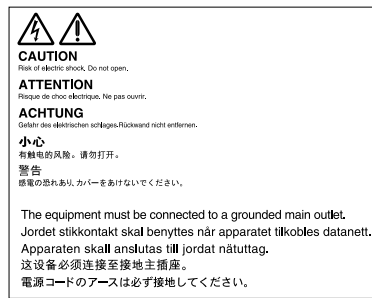 CAUTION
Risk of electric shock. Do not open.
ATTENTION
Risque de choc electrique. Ne pas ouvrir.
ACHTUNG
Gefahr des elektrischen schlages.Rückwand nicht entfernen.
小心
有触电的风险。请勿打开。
警告
感電の恐れあり、カバーをあけないでください。
The equipment must be connected to a grounded main outlet.
Jordet stikkontakt skal benyttes når apparatet tilkobles datanett.
Apparaten skall anslutas till jordat nätuttag.
这设备必须连接至接地主插座。
電源コードのアースは必ず接地してください。